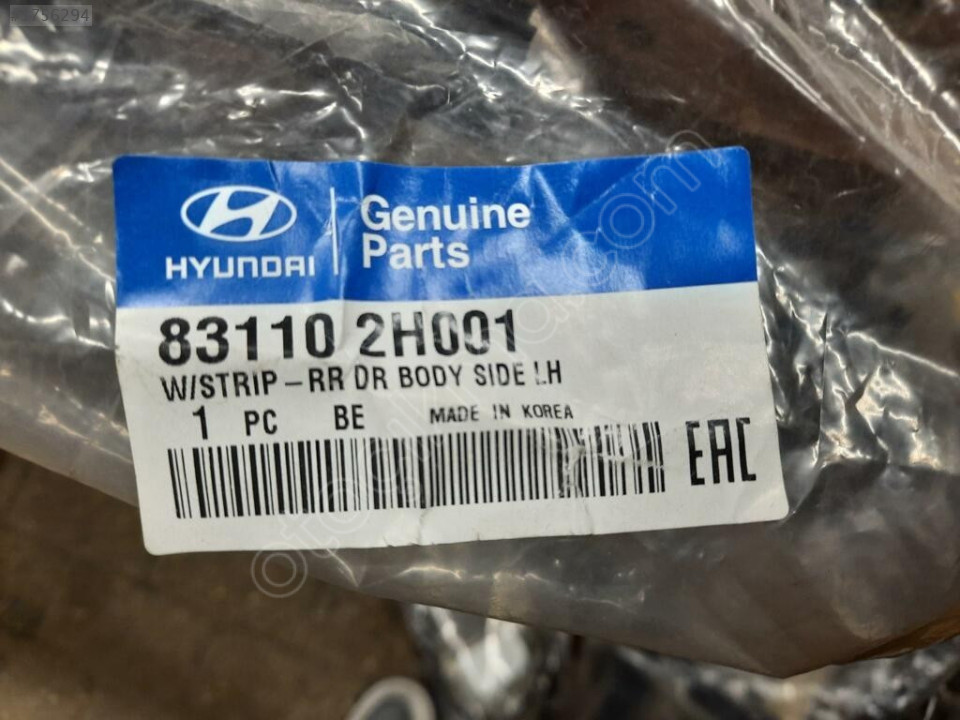 HYUNDAI
Genuine
Parts
83110 2H001
W/STRIP-RR DR BODY SIDE LH
1 PC BE MADE IN KOREA
EAC